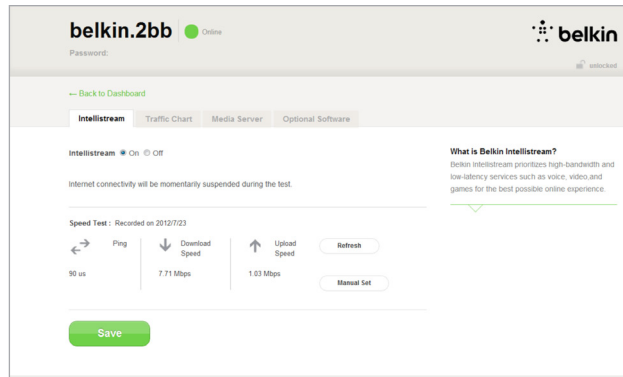 belkin.2bb Online
Password:
belkin
unlocked
← Back to Dashboard
Intellistream Traffic Chart Media Server Optional Software
Intellistream On Off
Internet connectivity will be momentarily suspended during the test.
Speed Test : Recorded on 2012/7/23
Ping
Download
Speed
Upload
Speed
Refresh
90 us
7.71 Mbps
1.03 Mbps
Manual Set
Save
What is Belkin Intellistream?
Belkin Intellistream prioritizes high-bandwidth and
low-latency services such as voice, video,and
games for the best possible online experience.